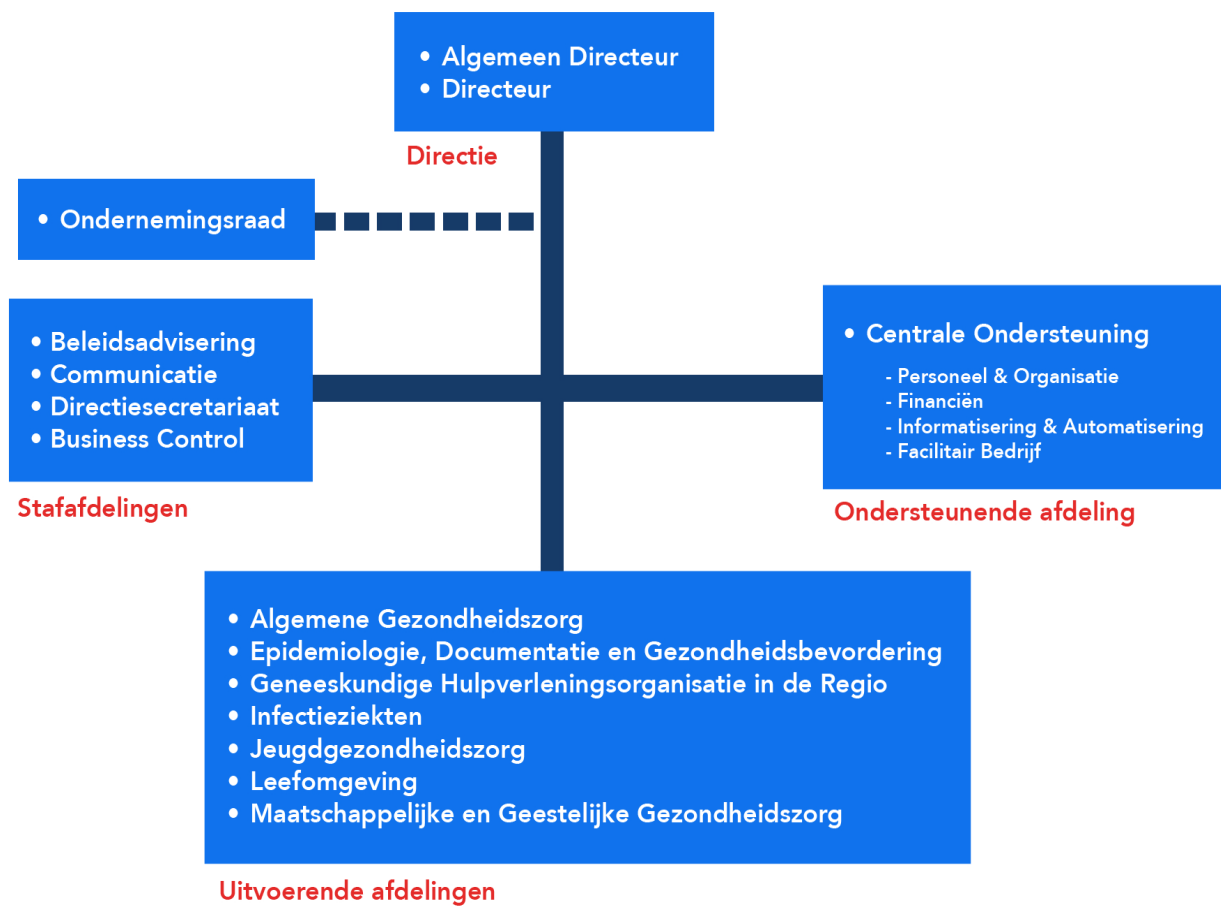 • Algemeen Directeur
• Directeur
Directie
• Ondernemingsraad
• Beleidsadvisering
• Communicatie
• Directiesecretariaat
• Business Control
Stafafdelingen
• Centrale Ondersteuning
- Personeel & Organisatie
- Financiën
- Informatisering & Automatisering
- Facilitair Bedrijf
Ondersteunende afdeling
• Algemene Gezondheidszorg
• Epidemiologie, Documentatie en Gezondheidsbevordering
• Geneeskundige Hulpverleningsorganisatie in de Regio
• Infectieziekten
• Jeugdgezondheidszorg
• Leefomgeving
• Maatschappelijke en Geestelijke Gezondheidszorg
Uitvoerende afdelingen